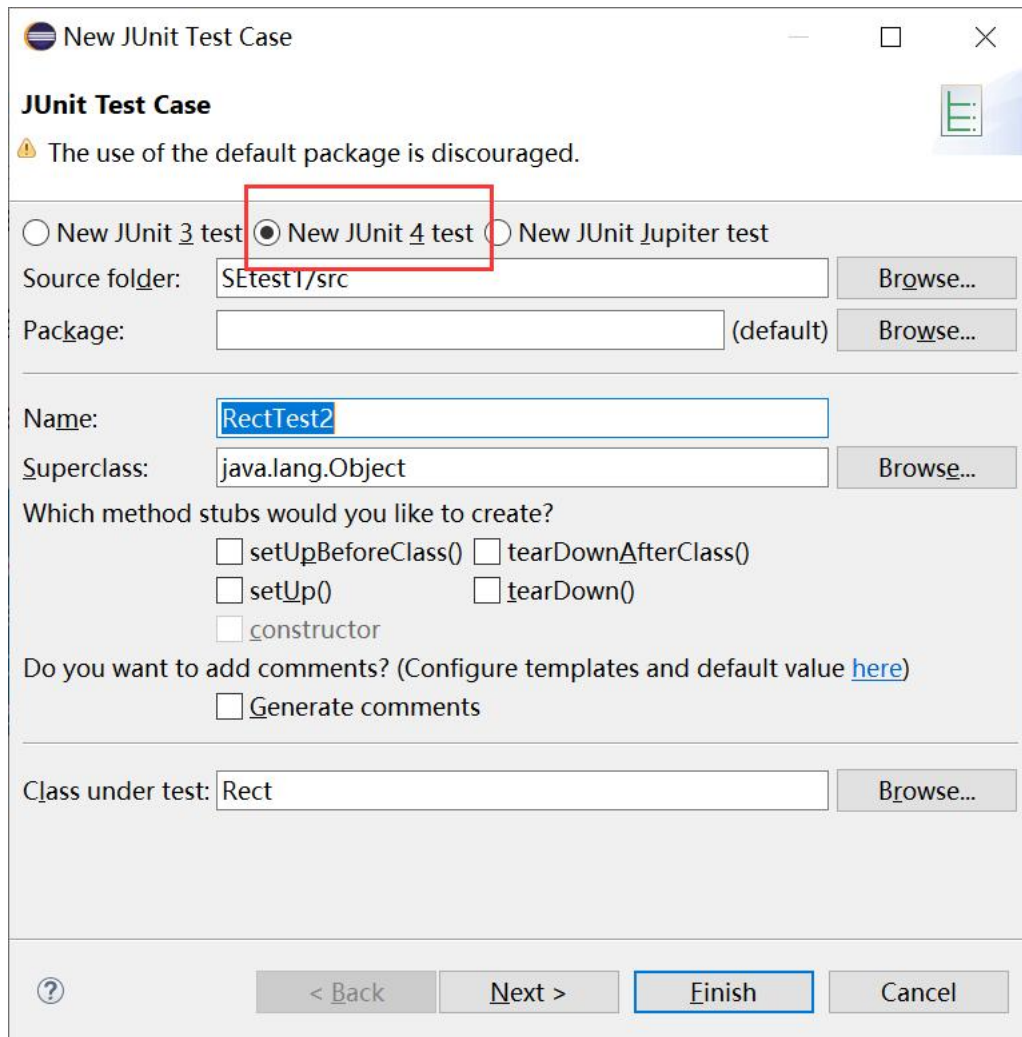 New JUnit Test Case
JUnit Test Case
The use of the default package is discouraged.
New JUnit 3 test New JUnit 4 test New JUnit Jupiter test
Source folder: SEtest1/src Browse...
Package: (default) Browse...
Name: RectTest2
Superclass: java.lang.Object Browse...
Which method stubs would you like to create?
setUpBeforeClass() tearDownAfterClass()
setUp() tearDown()
constructor
Do you want to add comments? (Configure templates and default value here)
Generate comments
Class under test: Rect Browse...
? < Back Next > Finish Cancel